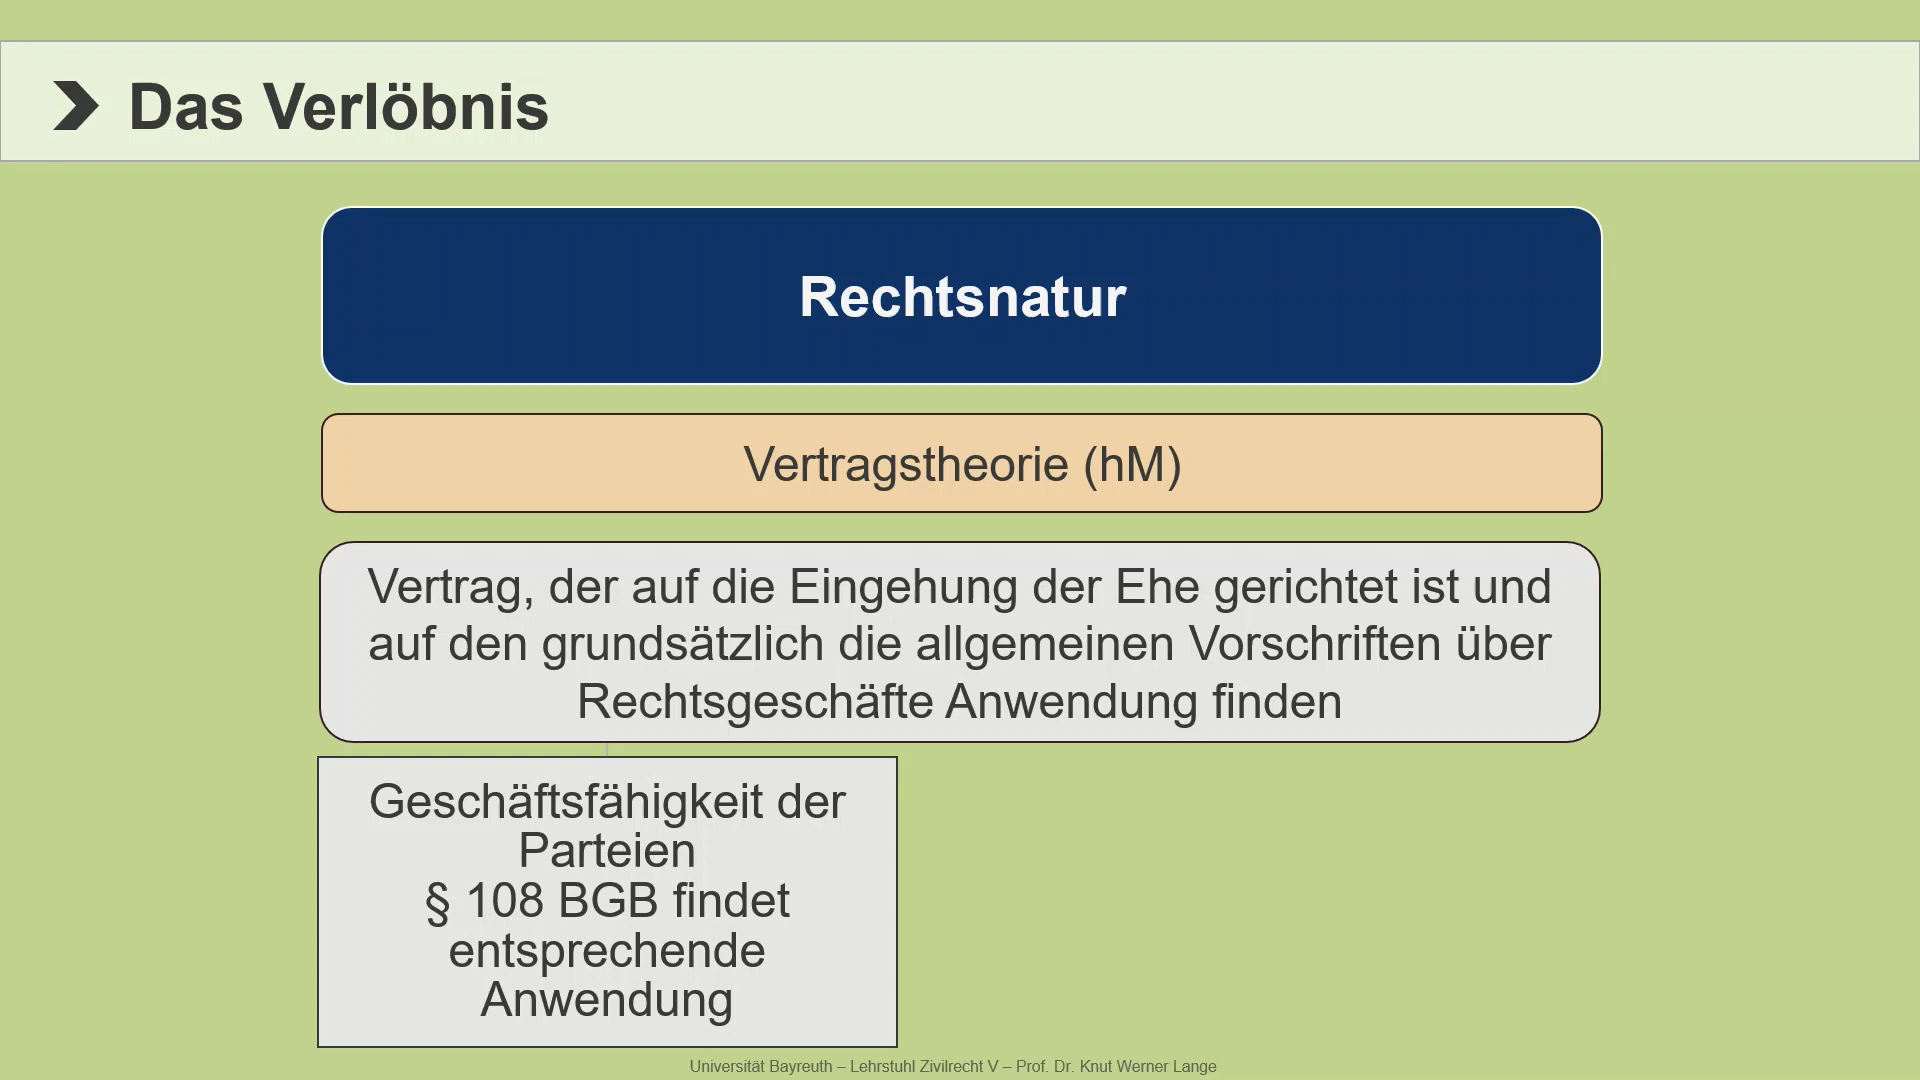 Das Verlöbnis
Rechtsnatur
Vertragstheorie (hM)
Vertrag, der auf die Eingehung der Ehe gerichtet ist und
auf den grundsätzlich die allgemeinen Vorschriften über
Rechtsgeschäfte Anwendung finden
Geschäftsfähigkeit der
Parteien
§ 108 BGB findet
entsprechende
Anwendung
Universität Bayreuth – Lehrstuhl Zivilrecht V – Prof. Dr. Knut Werner Lange